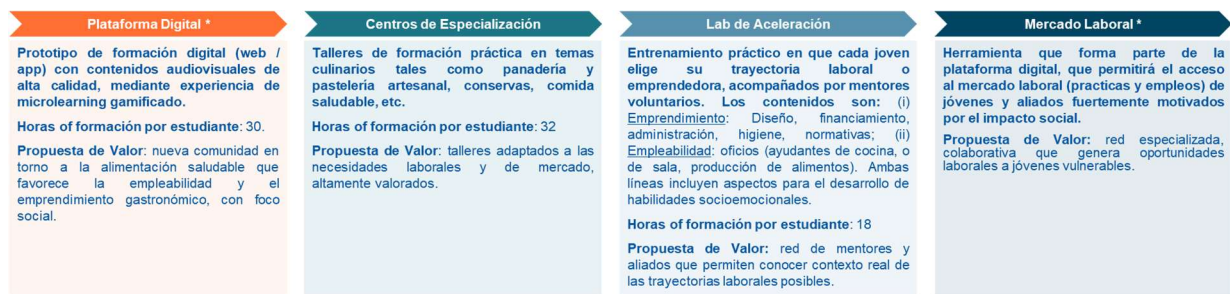 Plataforma Digital *
Prototipo de formación digital (web /
app) con contenidos audiovisuales de
alta calidad, mediante experiencia de
microlearning gamificado.
Horas of formación por estudiante: 30.
Propuesta de Valor: nueva comunidad en
torno a la alimentación saludable que
favorece la empleabilidad y el
emprendimiento gastronómico, con foco
social.
Centros de Especialización
Talleres de formación práctica en temas
culinarios tales como panadería y
pastelería artesanal, conservas, comida
saludable, etc.
Horas of formación por estudiante: 32
Propuesta de Valor: talleres adaptados a las
necesidades laborales y de mercado,
altamente valorados.
Lab de Aceleración
Entrenamiento práctico en que cada joven
elige su trayectoria laboral o
emprendedora, acompañados por mentores
voluntarios. Los contenidos son: (i)
Emprendimiento: Diseño, financiamiento,
administración, higiene, normativas; (ii)
Empleabilidad: oficios (ayudantes de cocina, o
de sala, producción de alimentos). Ambas
líneas incluyen aspectos para el desarrollo de
habilidades socioemocionales.
Horas of formación por estudiante: 18
Propuesta de Valor: red de mentores y
aliados que permiten conocer contexto real de
las trayectorias laborales posibles.
Mercado Laboral *
Herramienta que forma parte de la
plataforma digital, que permitirá el acceso
al mercado laboral (practicas y empleos) de
jóvenes y aliados fuertemente motivados
por el impacto social.
Propuesta de Valor: red especializada,
colaborativa que genera oportunidades
laborales a jóvenes vulnerables.